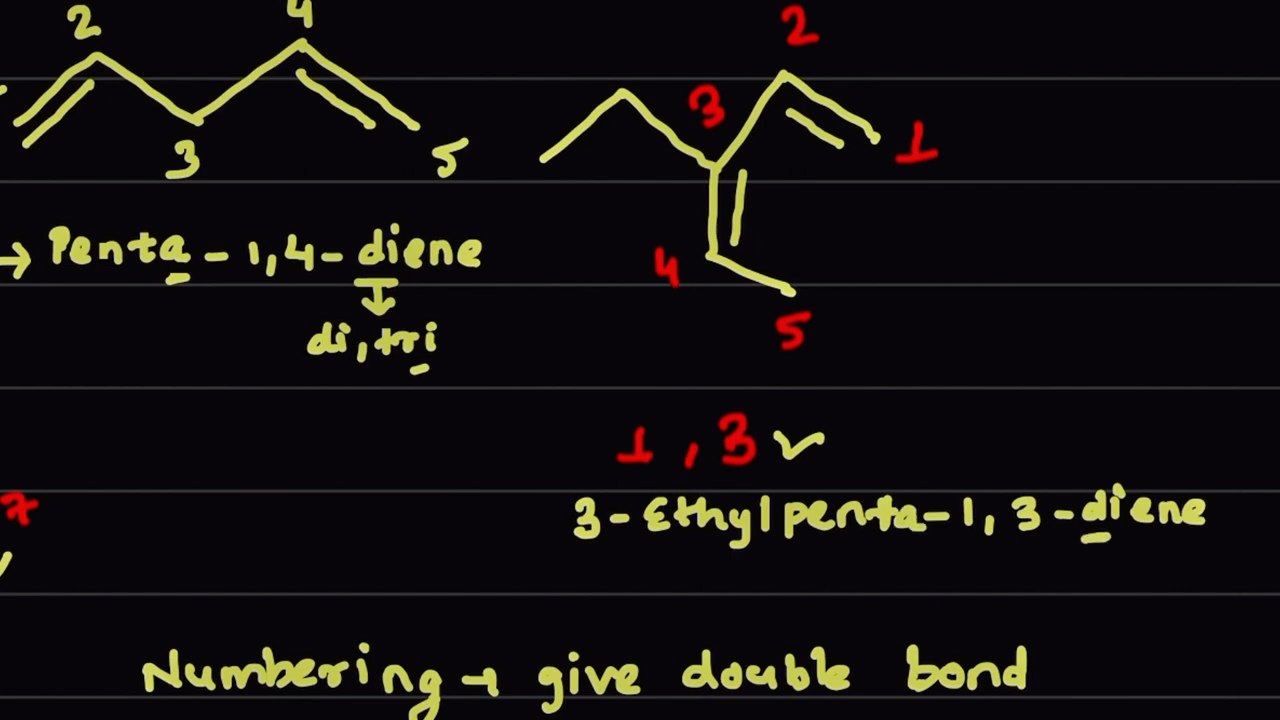 2
4
3
5
→ Penta - 1,4 - diene
di, tri
2
3
1
4
5
1, 3 ✓
3 - Ethylpenta - 1, 3 - diene
7
Numbering → give double bond